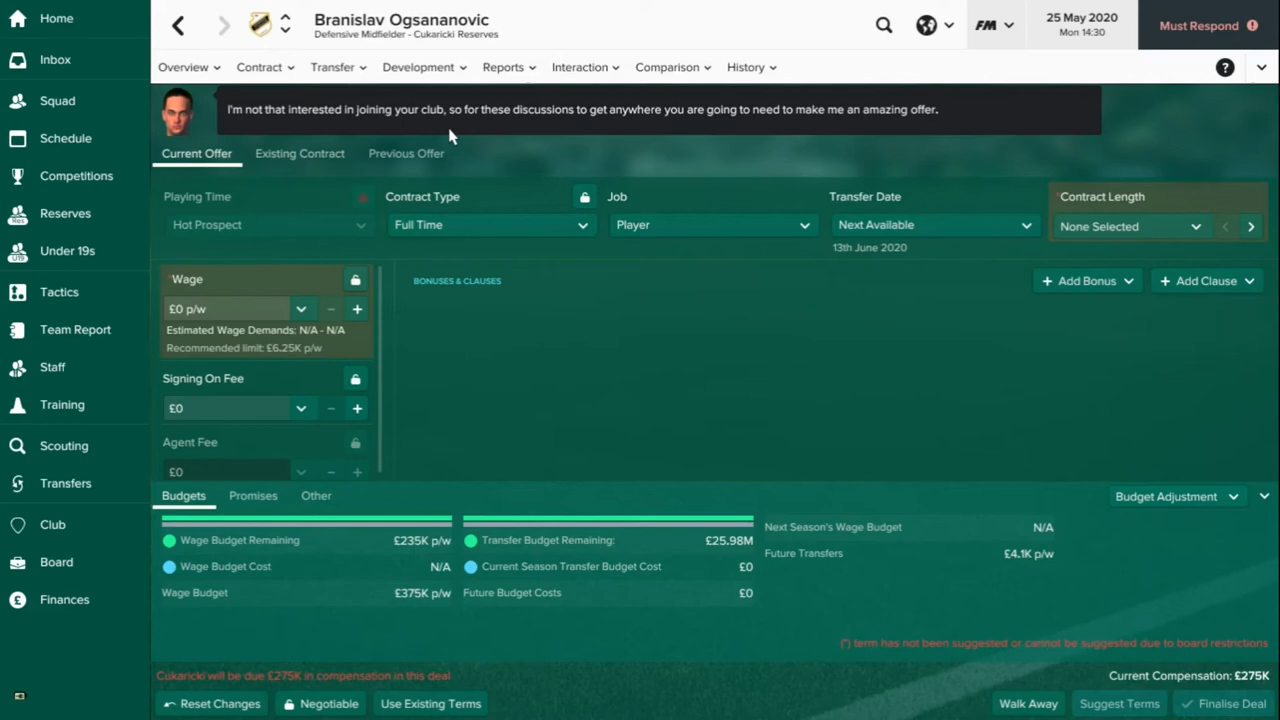 Home
Inbox
Squad
Schedule
Competitions
Reserves
Under 19s
Tactics
Team Report
Staff
Training
Scouting
Transfers
Club
Board
Finances
Branislav Ogsananovic
Defensive Midfielder - Cukaricki Reserves
FM
25 May 2020
Mon 14:30
Must Respond
Overview
Contract
Transfer
Development
Reports
Interaction
Comparison
History
I'm not that interested in joining your club, so for these discussions to get anywhere you are going to need to make me an amazing offer.
Current Offer
Existing Contract
Previous Offer
Playing Time
Hot Prospect
Contract Type
Full Time
Job
Player
Transfer Date
Next Available
13th June 2020
*Contract Length
None Selected
*Wage
£0 p/w
Estimated Wage Demands: N/A - N/A
Recommended limit: £6.25K p/w
Signing On Fee
£0
Agent Fee
£0
BONUSES & CLAUSES
Add Bonus
Add Clause
Budgets
Promises
Other
Budget Adjustment
Wage Budget Remaining £235K p/w
Wage Budget Cost N/A
Wage Budget £375K p/w
Transfer Budget Remaining: £25.98M
Current Season Transfer Budget Cost £0
Future Budget Costs £0
Next Season's Wage Budget N/A
Future Transfers £4.1K p/w
(*) term has not been suggested or cannot be suggested due to board restrictions
Cukaricki will be due £275K in compensation in this deal
Current Compensation: £275K
Reset Changes
Negotiable
Use Existing Terms
Walk Away
Suggest Terms
Finalise Deal